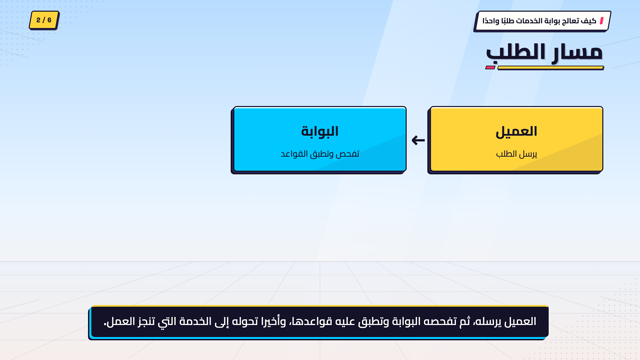 كيف تعالج بوابة الخدمات طلبًا واحدًا
2 / 6
مسار الطلب
العميل
يرسل الطلب
←
البوابة
تفحص وتطبق القواعد
العميل يرسله، ثم تفحصه البوابة وتطبق عليه قواعدها، وأخيرا تحوله إلى الخدمة التي تنجز العمل.